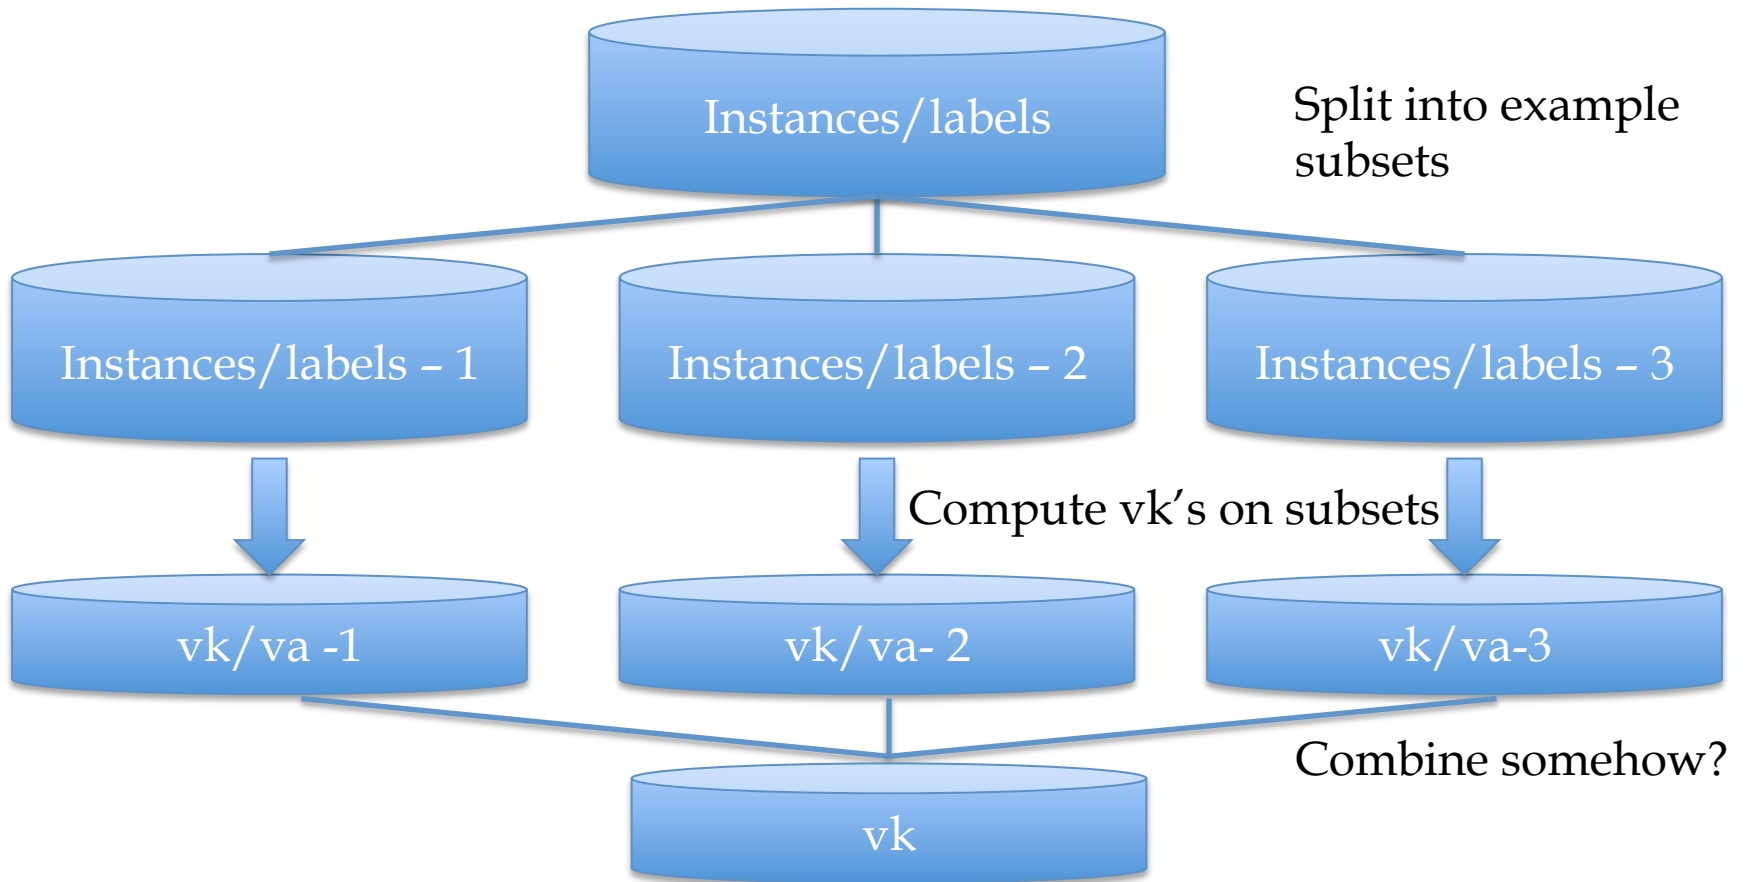 Instances/labels
Split into example
subsets
Instances/labels – 1
Instances/labels – 2
Instances/labels – 3
Compute vk’s on subsets
vk/va -1
vk/va- 2
vk/va-3
Combine somehow?
vk